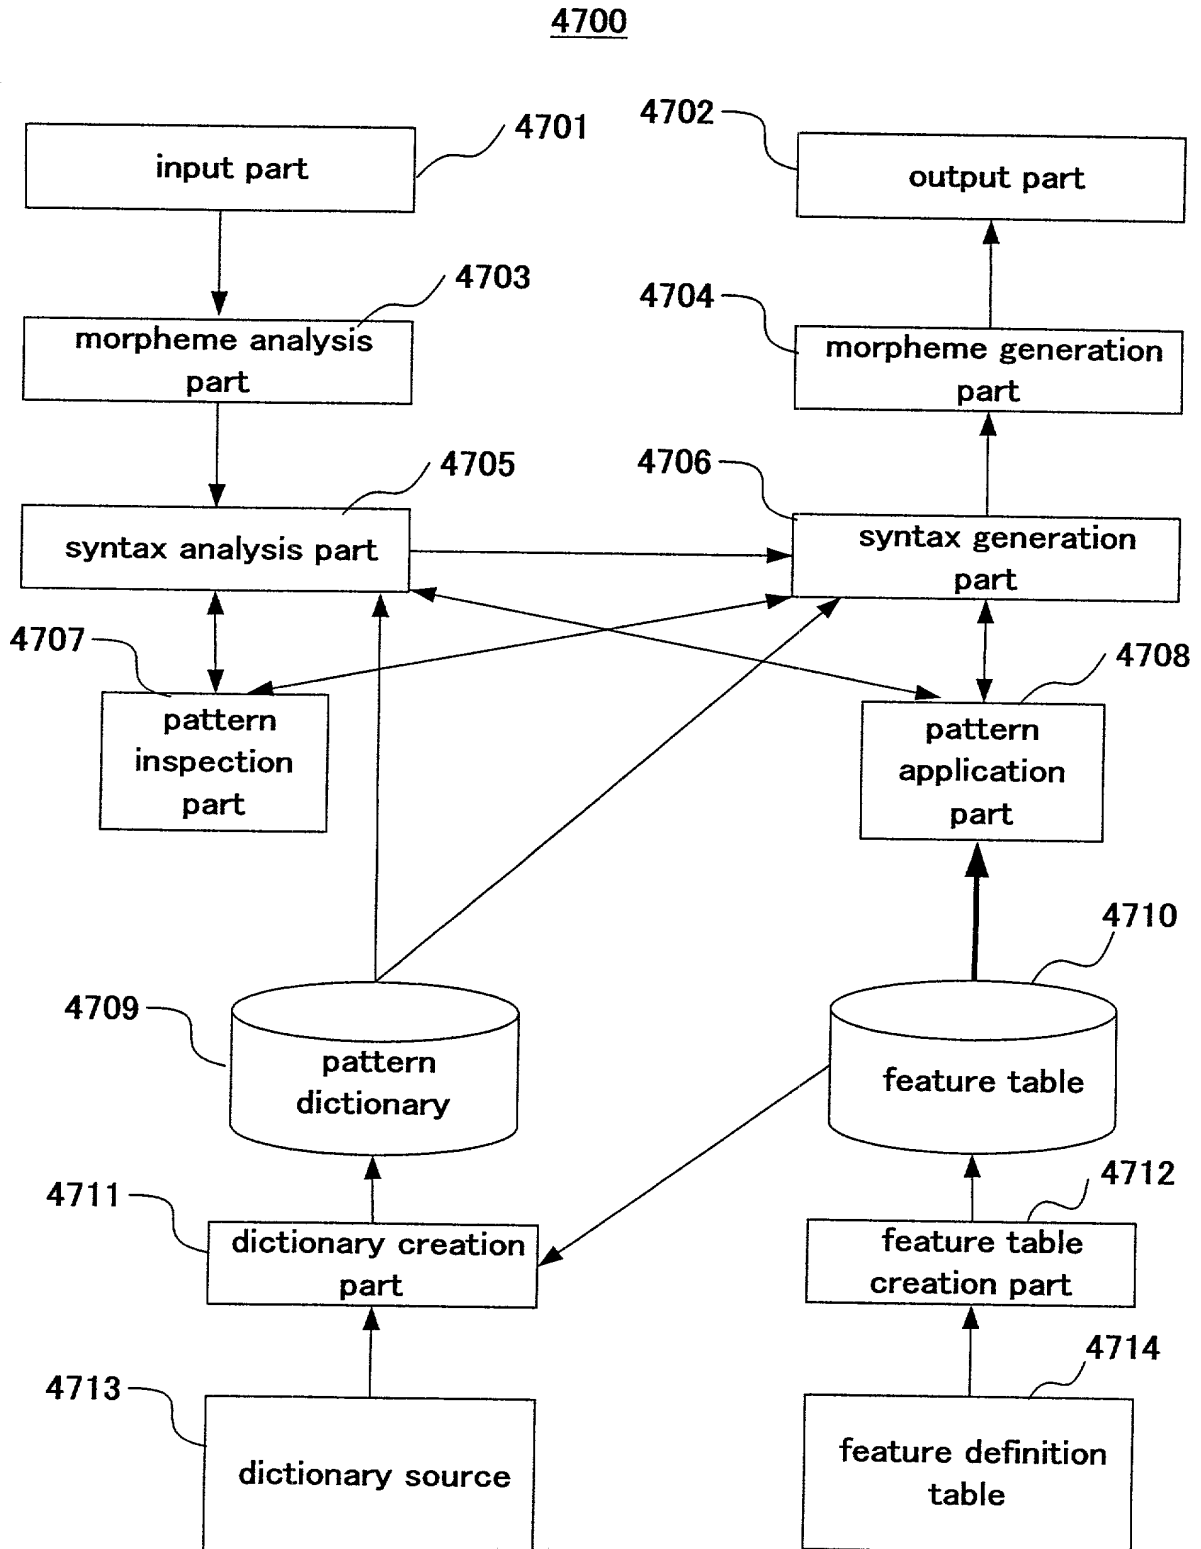 4700
4701
input part
4702
output part
4703
morpheme analysis
part
4704
morpheme generation
part
4705
syntax analysis part
4706
syntax generation
part
4707
pattern
inspection
part
4708
pattern
application
part
4709
pattern
dictionary
4710
feature table
4711
dictionary creation
part
4712
feature table
creation part
4713
dictionary source
4714
feature definition
table